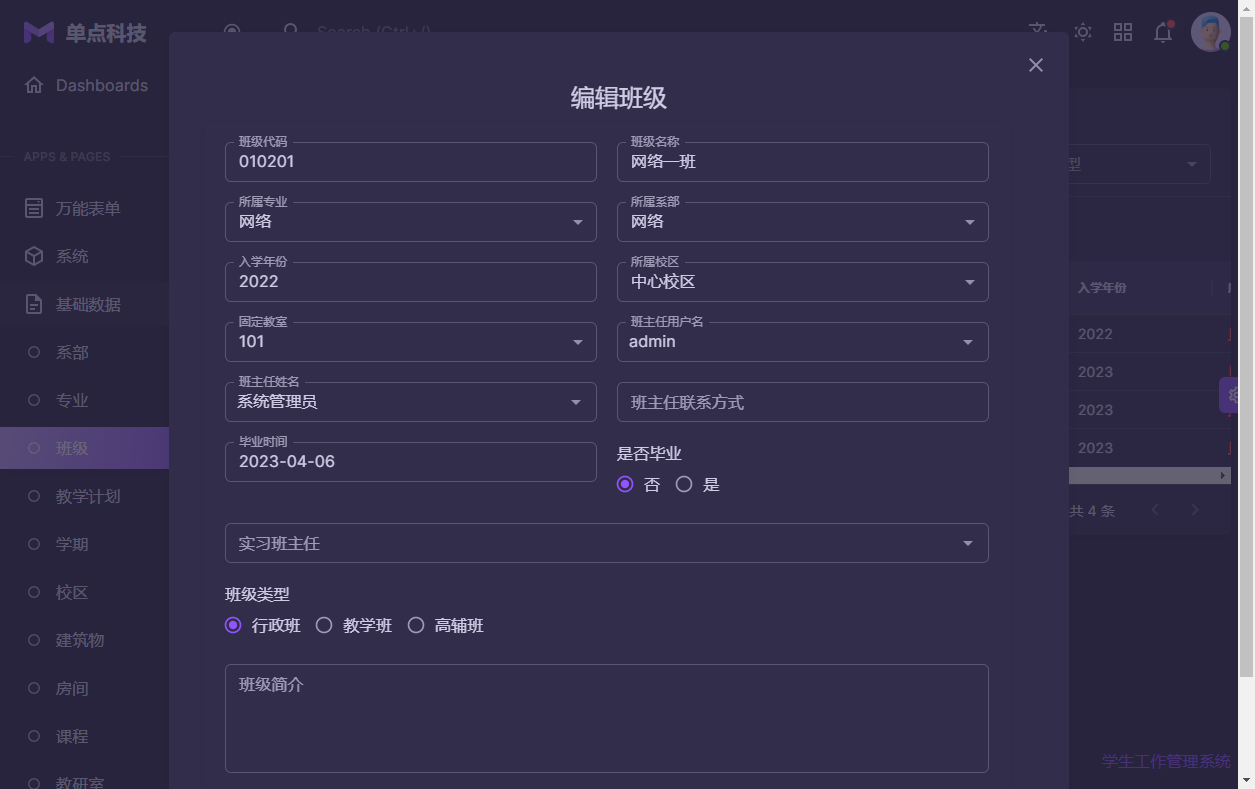 单点科技
Search (Ctrl+/)
Dashboards
APPS & PAGES
万能表单
系统
基础数据
系部
专业
班级
教学计划
学期
校区
建筑物
房间
课程
教研室
编辑班级
班级代码
010201
班级名称
网络一班
所属专业
网络
所属系部
网络
入学年份
2022
所属校区
中心校区
固定教室
101
班主任用户名
admin
班主任姓名
系统管理员
班主任联系方式
毕业时间
2023-04-06
是否毕业
否 是
实习班主任
班级类型
行政班 教学班 高辅班
班级简介
型
入学年份
2022
2023
2023
2023
共 4 条
学生工作管理系统